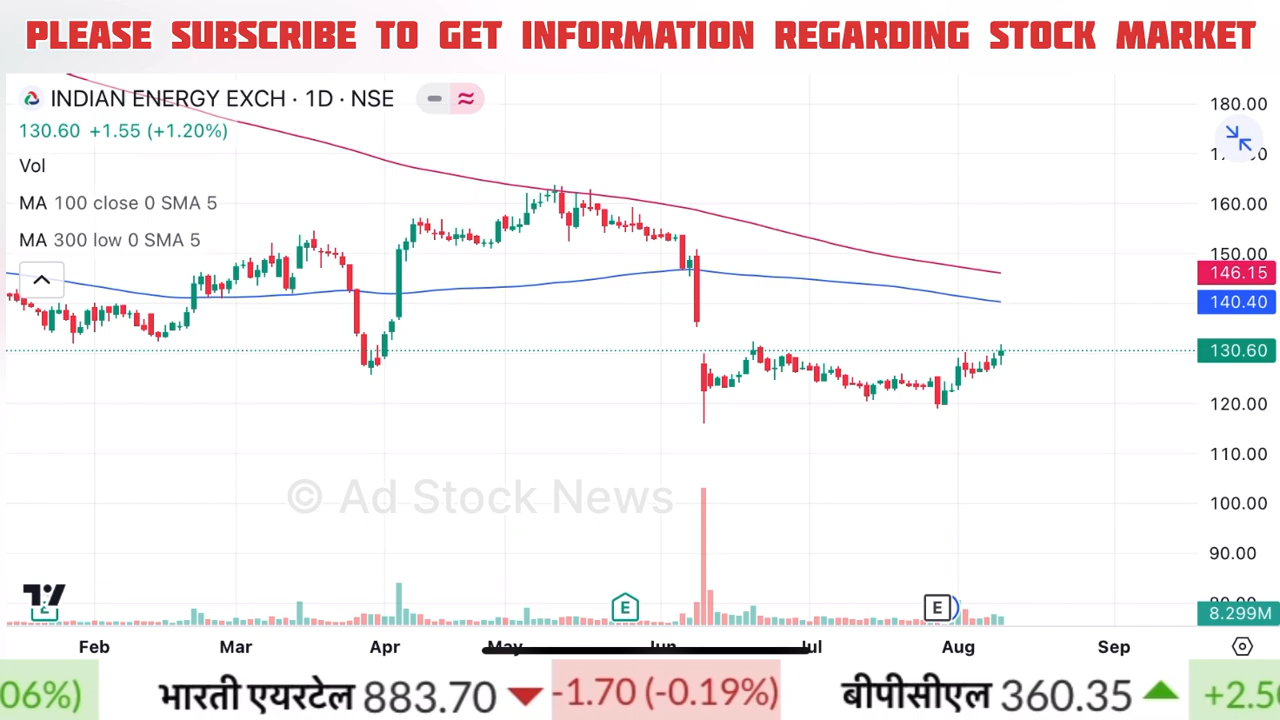 PLEASE SUBSCRIBE TO GET INFORMATION REGARDING STOCK MARKET
INDIAN ENERGY EXCH · 1D · NSE
130.60 +1.55 (+1.20%)
Vol
MA 100 close 0 SMA 5
MA 300 low 0 SMA 5
180.00
160.00
150.00
146.15
140.40
130.60
120.00
110.00
100.00
90.00
8.299M
© Ad Stock News
E
E
Feb Mar Apr May Jun Jul Aug Sep
06%) भारती एयरटेल 883.70 -1.70 (-0.19%) बीपीसीएल 360.35